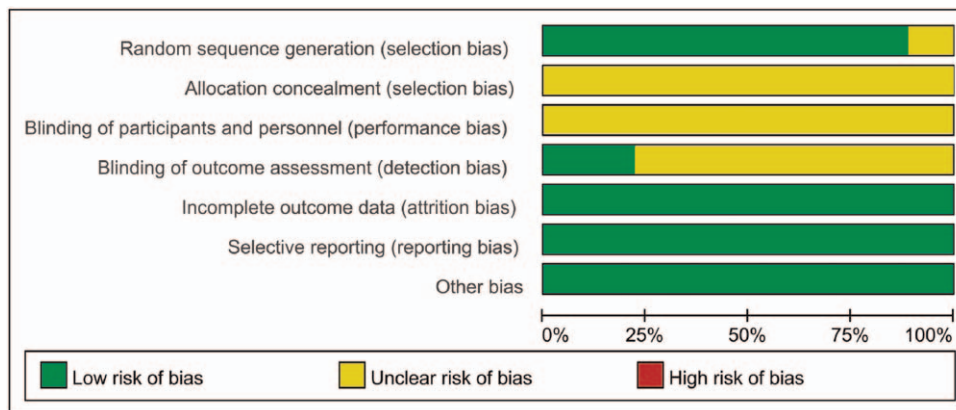 Random sequence generation (selection bias)
Allocation concealment (selection bias)
Blinding of participants and personnel (performance bias)
Blinding of outcome assessment (detection bias)
Incomplete outcome data (attrition bias)
Selective reporting (reporting bias)
Other bias
0% 25% 50% 75% 100%
Low risk of bias Unclear risk of bias High risk of bias